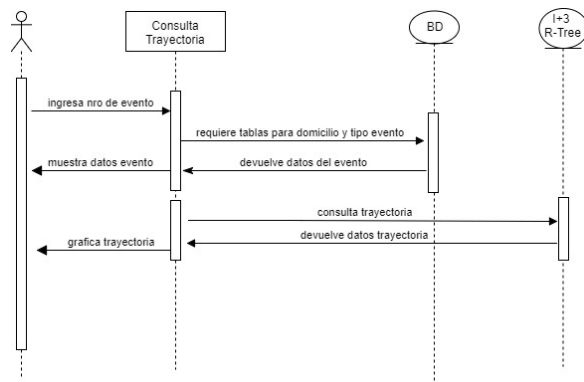 Consulta
Trayectoria
BD
I+3
R-Tree
ingresa nro de evento
requiere tablas para domicilio y tipo evento
muestra datos evento
devuelve datos del evento
consulta trayectoria
devuelve datos trayectoria
grafica trayectoria